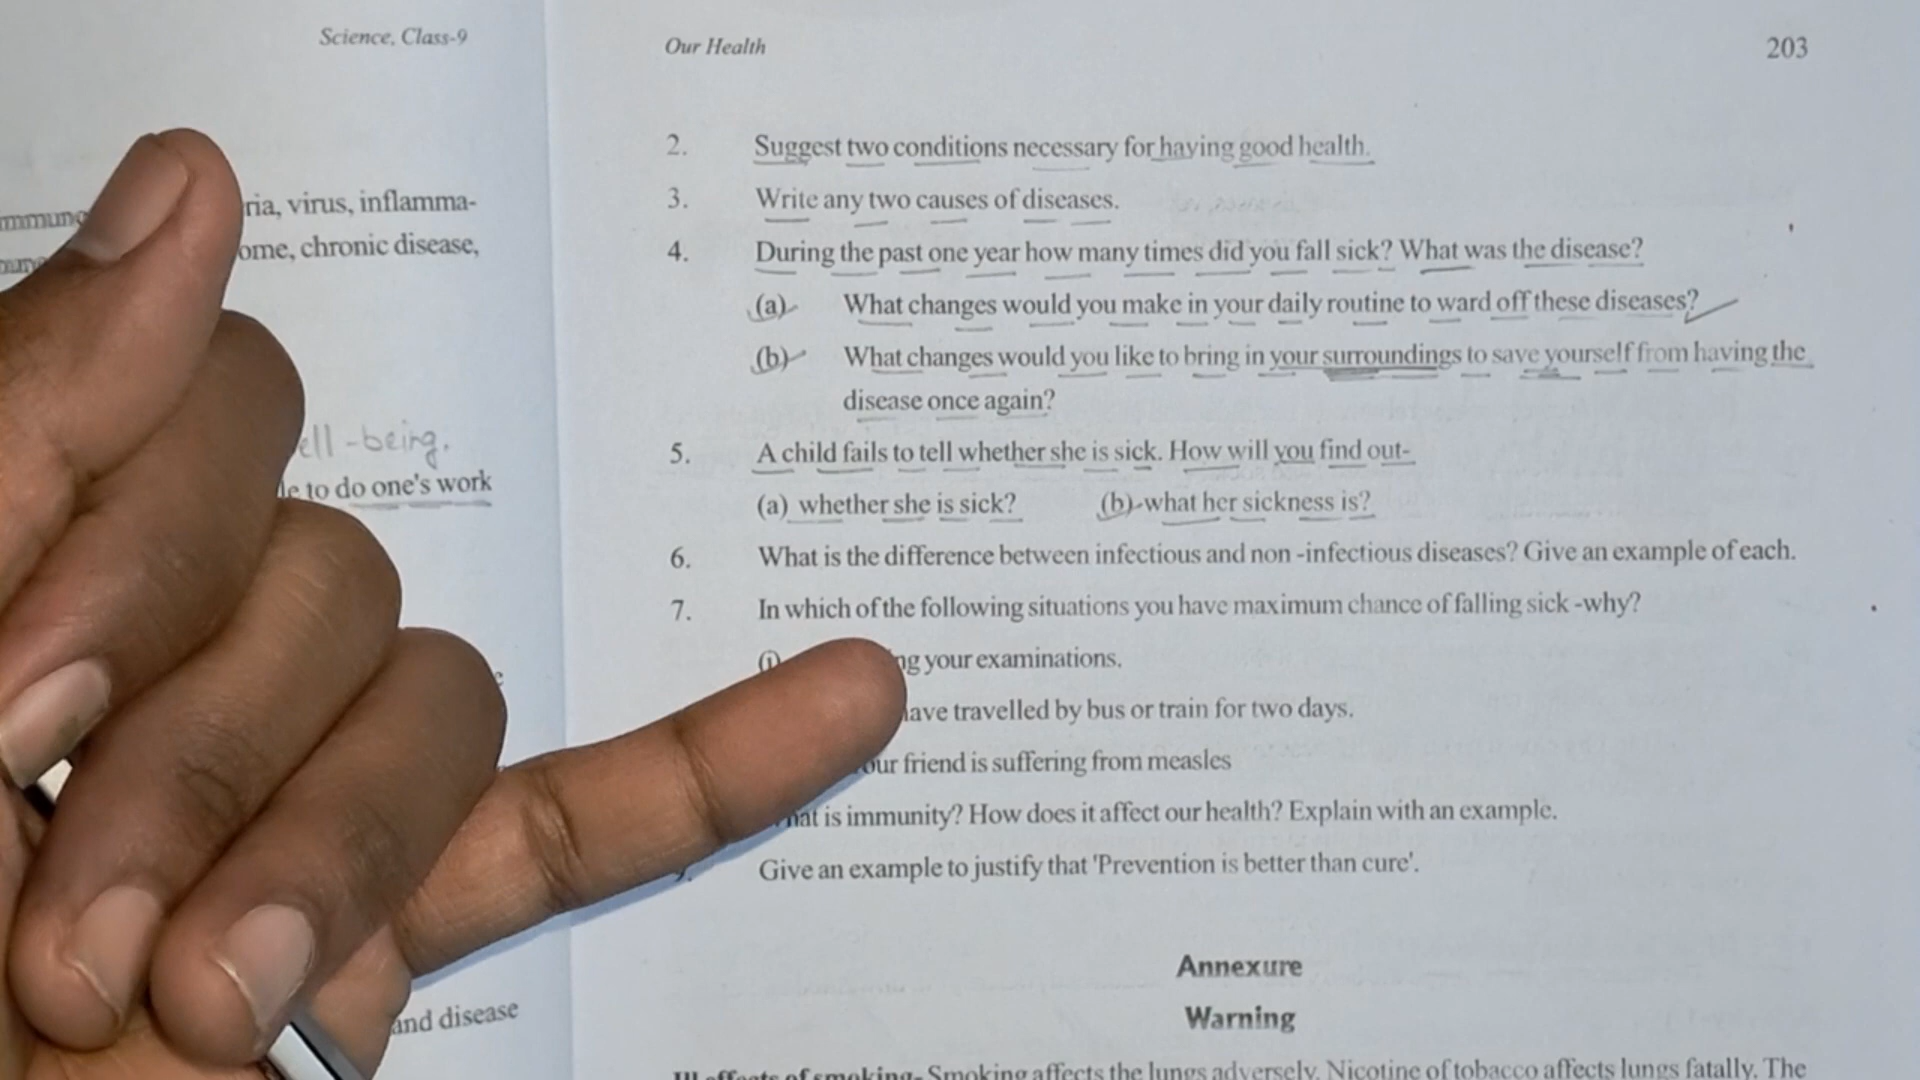 Science, Class-9
ria, virus, inflamma-
ome, chronic disease,
ell-being.
to do one's work
and disease
Our Health
203
2. Suggest two conditions necessary for haying good health.
3. Write any two causes of diseases.
4. During the past one year how many times did you fall sick? What was the disease?
(a) What changes would you make in your daily routine to ward off these diseases?
(b) What changes would you like to bring in your surroundings to save yourself from having the
disease once again?
5. A child fails to tell whether she is sick. How will you find out-
(a) whether she is sick? (b) what her sickness is?
6. What is the difference between infectious and non -infectious diseases? Give an example of each.
7. In which of the following situations you have maximum chance of falling sick -why?
(i) ng your examinations.
ave travelled by bus or train for two days.
our friend is suffering from measles
hat is immunity? How does it affect our health? Explain with an example.
Give an example to justify that 'Prevention is better than cure'.
Annexure
Warning
Ill effects of smoking- Smoking affects the lungs adversely. Nicotine of tobacco affects lungs fatally. The